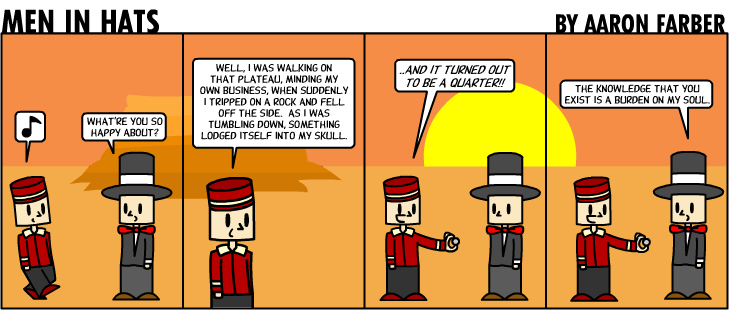 MEN IN HATS
BY AARON FARBER
WHAT'RE YOU SO
HAPPY ABOUT?
WELL, I WAS WALKING ON
THAT PLATEAU, MINDING MY
OWN BUSINESS, WHEN SUDDENLY
I TRIPPED ON A ROCK AND FELL
OFF THE SIDE. AS I WAS
TUMBLING DOWN, SOMETHING
LODGED ITSELF INTO MY SKULL.
..AND IT TURNED OUT
TO BE A QUARTER!!
THE KNOWLEDGE THAT YOU
EXIST IS A BURDEN ON MY SOUL.